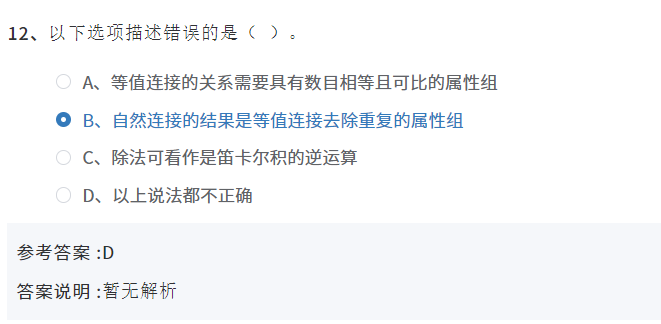 12、以下选项描述错误的是（ ）。
A、等值连接的关系需要具有数目相等且可比的属性组
B、自然连接的结果是等值连接去除重复的属性组
C、除法可看作是笛卡尔积的逆运算
D、以上说法都不正确
参考答案 :D
答案说明 :暂无解析